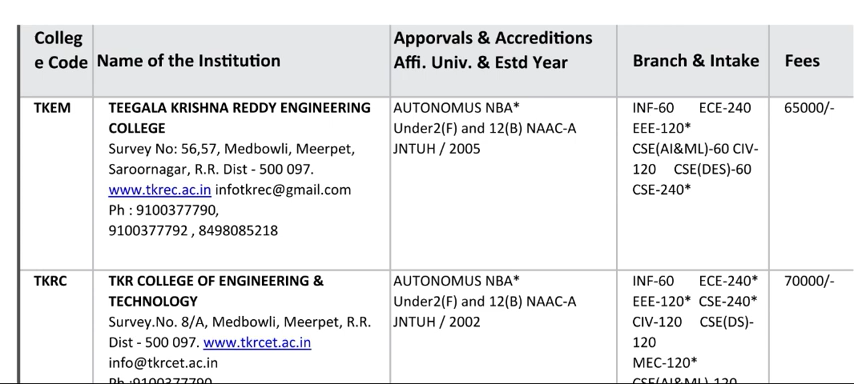 Colleg
e Code Name of the Institution
Apporvals & Accreditions
Affi. Univ. & Estd Year
Branch & Intake
Fees
TKEM
TEEGALA KRISHNA REDDY ENGINEERING
COLLEGE
Survey No: 56,57, Medbowli, Meerpet,
Saroornagar, R.R. Dist - 500 097.
www.tkrec.ac.in infotkrec@gmail.com
Ph : 9100377790,
9100377792 , 8498085218
AUTONOMUS NBA*
Under2(F) and 12(B) NAAC-A
JNTUH / 2005
INF-60 ECE-240
EEE-120*
CSE(AI&ML)-60 CIV-
120 CSE(DES)-60
CSE-240*
65000/-
TKRC
TKR COLLEGE OF ENGINEERING &
TECHNOLOGY
Survey.No. 8/A, Medbowli, Meerpet, R.R.
Dist - 500 097. www.tkrcet.ac.in
info@tkrcet.ac.in
Ph :9100377790
AUTONOMUS NBA*
Under2(F) and 12(B) NAAC-A
JNTUH / 2002
INF-60 ECE-240*
EEE-120* CSE-240*
CIV-120 CSE(DS)-
120
MEC-120*
CSE(AI&ML)-120
70000/-